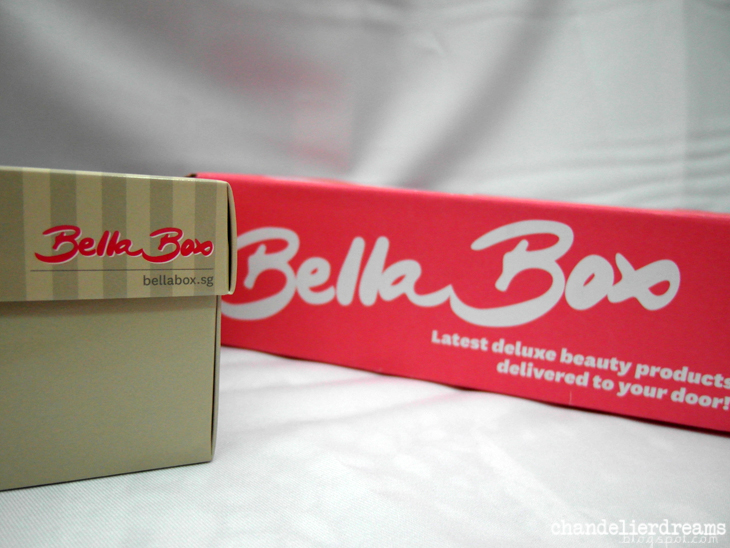 Bella Box
bellabox.sg
Bella Box
Latest deluxe beauty products
delivered to your door!
chandelierdreams
blogspot.com